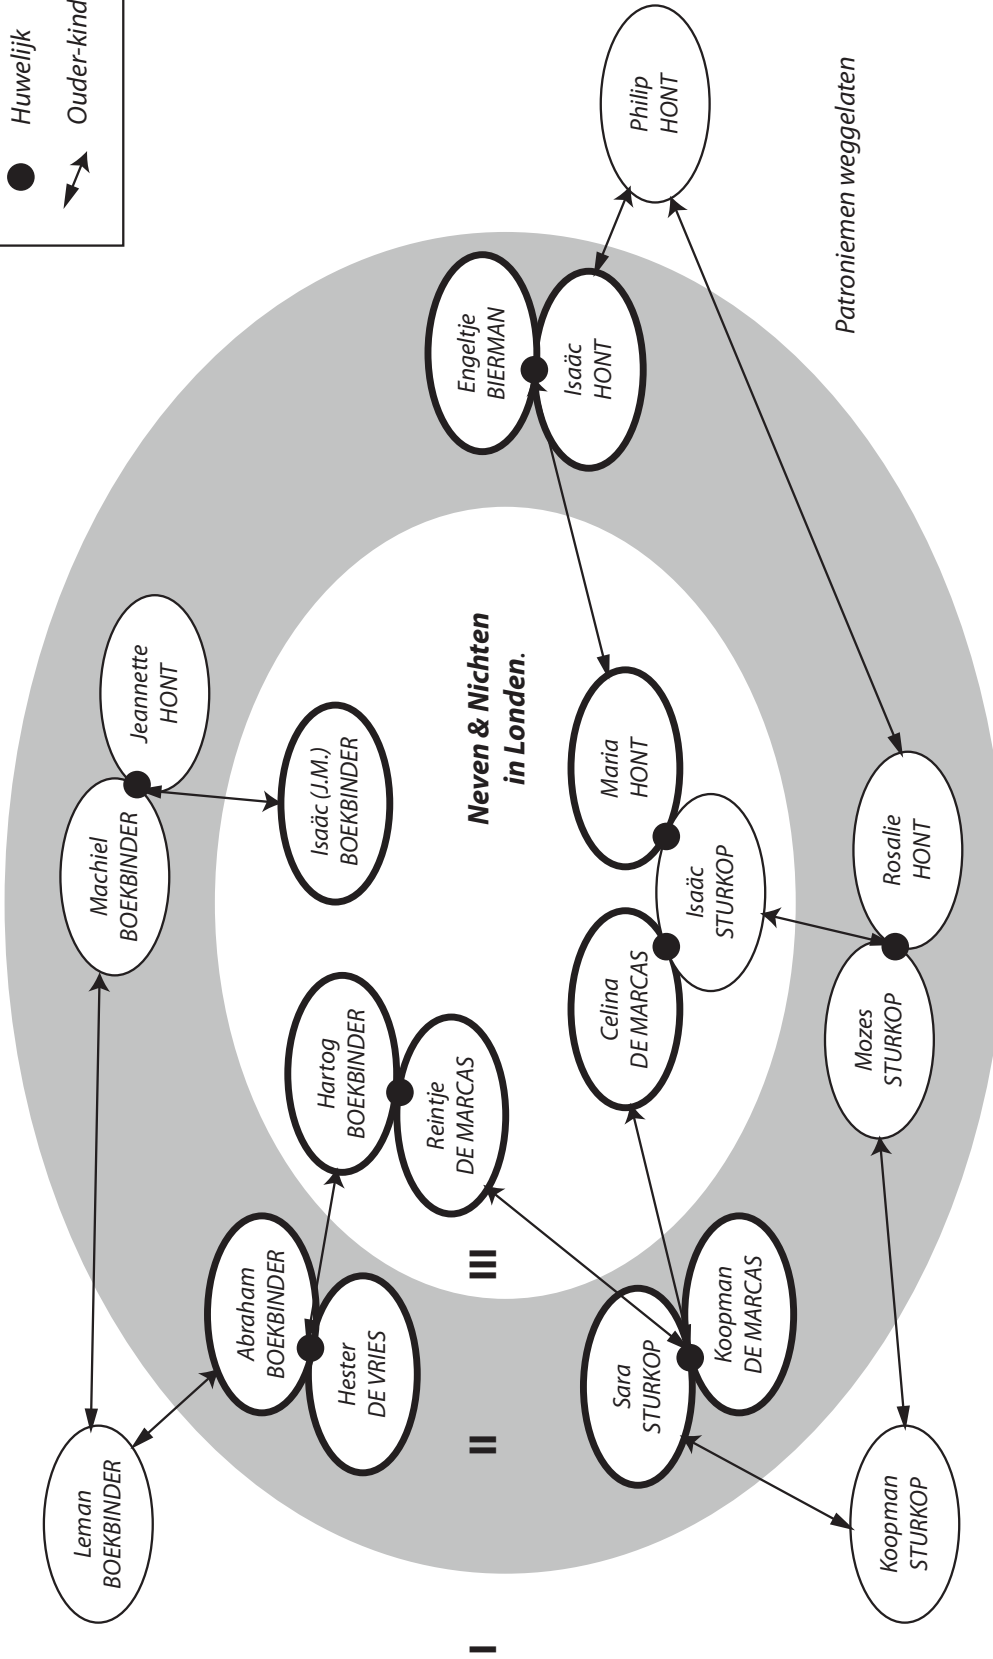 Huwelijk
Ouder-kind
Leman
BOEKBINDER
Machiel
BOEKBINDER
Jeannette
HONT
Abraham
BOEKBINDER
Hester
DE VRIES
Hartog
BOEKBINDER
Reintje
DE MARCAS
Isaäc (J.M.)
BOEKBINDER
Engeltje
BIERMAN
Isaäc
HONT
Philip
HONT
I
II
III
Neven & Nichten
in Londen.
Sara
STURKOP
Koopman
DE MARCAS
Celina
DE MARCAS
Isaäc
STURKOP
Maria
HONT
Koopman
STURKOP
Mozes
STURKOP
Rosalie
HONT
Patroniemen weggelaten